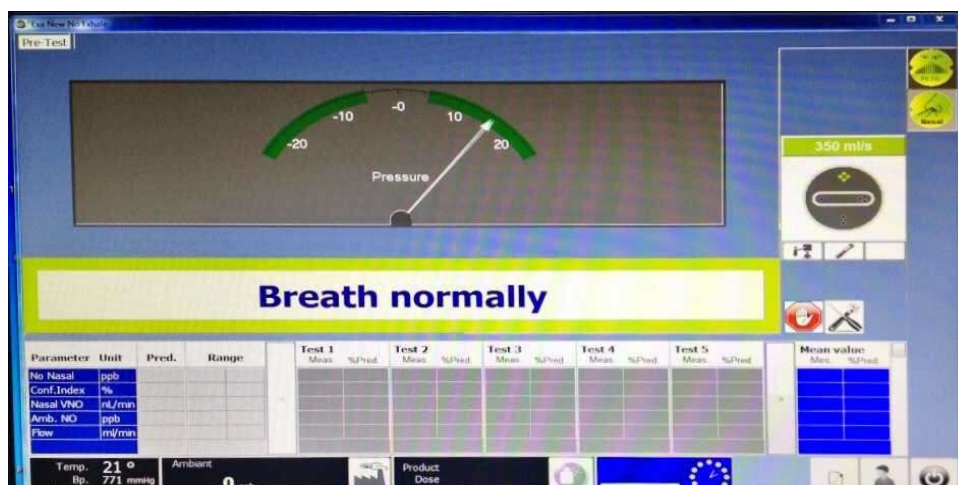 Exa New No Exhale
Pre-Test
-20
-10
-0
10
20
Pressure
350 ml/s
Manual
Breath normally
Parameter Unit Pred. Range
Test 1 Test 2 Test 3 Test 4 Test 5 Mean value
Meas. %Pred. Meas. %Pred. Meas. %Pred. Meas. %Pred. Meas. %Pred. Mes. %Pred.
No Nasal ppb
Conf.Index %
Nasal VNO nL/min
Amb. NO ppb
Flow ml/min
Temp. 21 °
Bp. 771 mmHg
Ambiant
0
Product
Dose